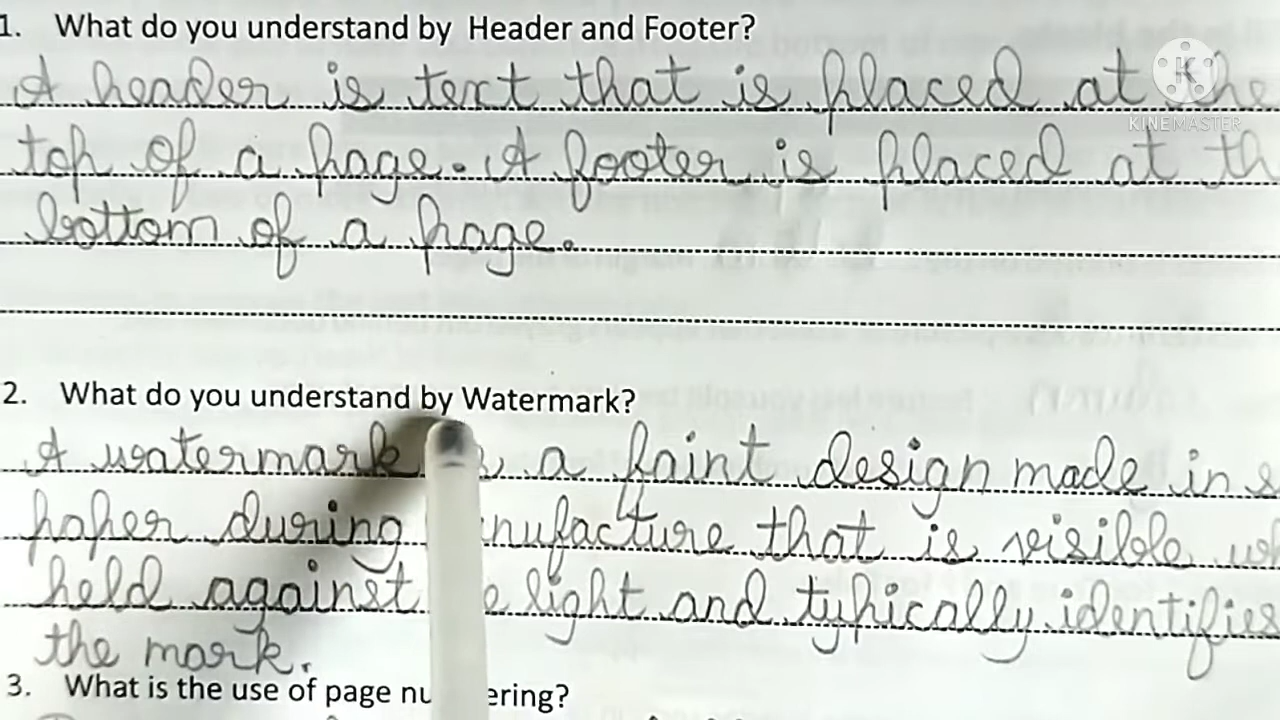 1. What do you understand by Header and Footer?
A header is text that is placed at the
top of a page. A footer is placed at th
bottom of a page.
2. What do you understand by Watermark?
A watermark a faint design made in s
paper during nufacture that is visible wh
held against e light and typically identifies
the mark.
3. What is the use of page nu ering?
K
KINEMASTER